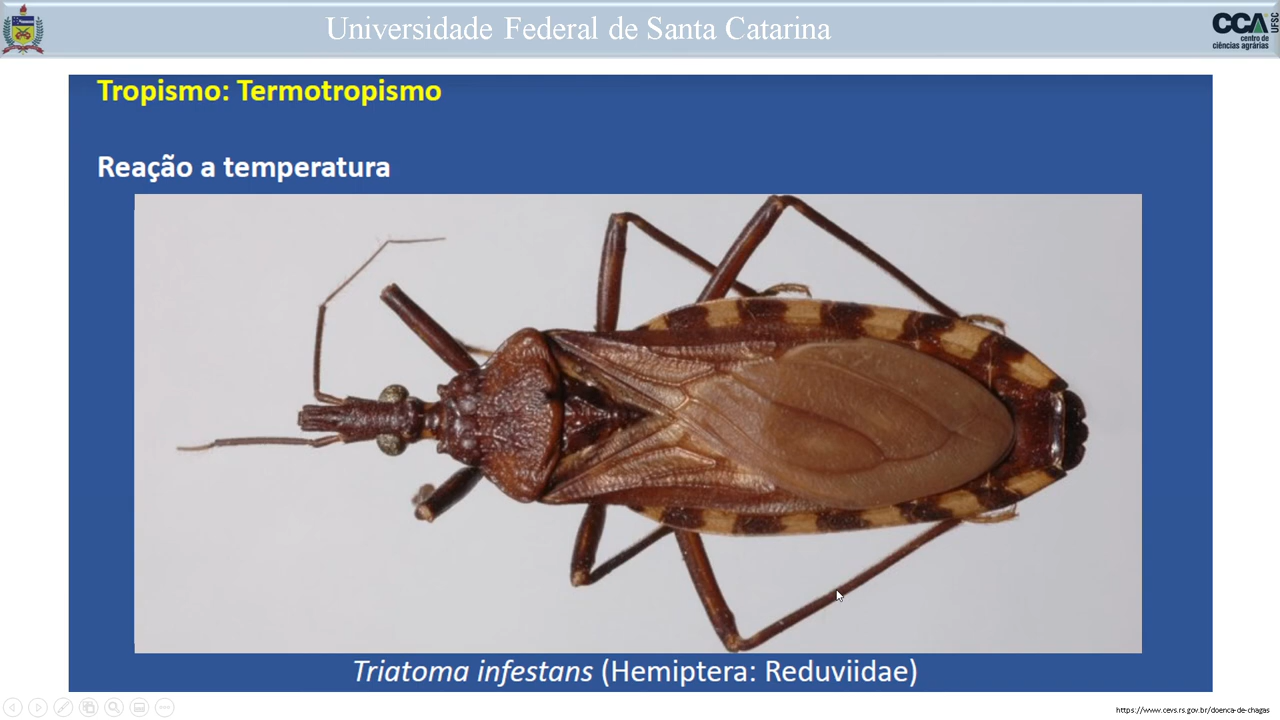 Universidade Federal de Santa Catarina
CCA
UFSC
centro de
ciências agrárias
Tropismo: Termotropismo
Reação a temperatura
Triatoma infestans (Hemiptera: Reduviidae)
https://www.cevs.rs.gov.br/doenca-de-chagas